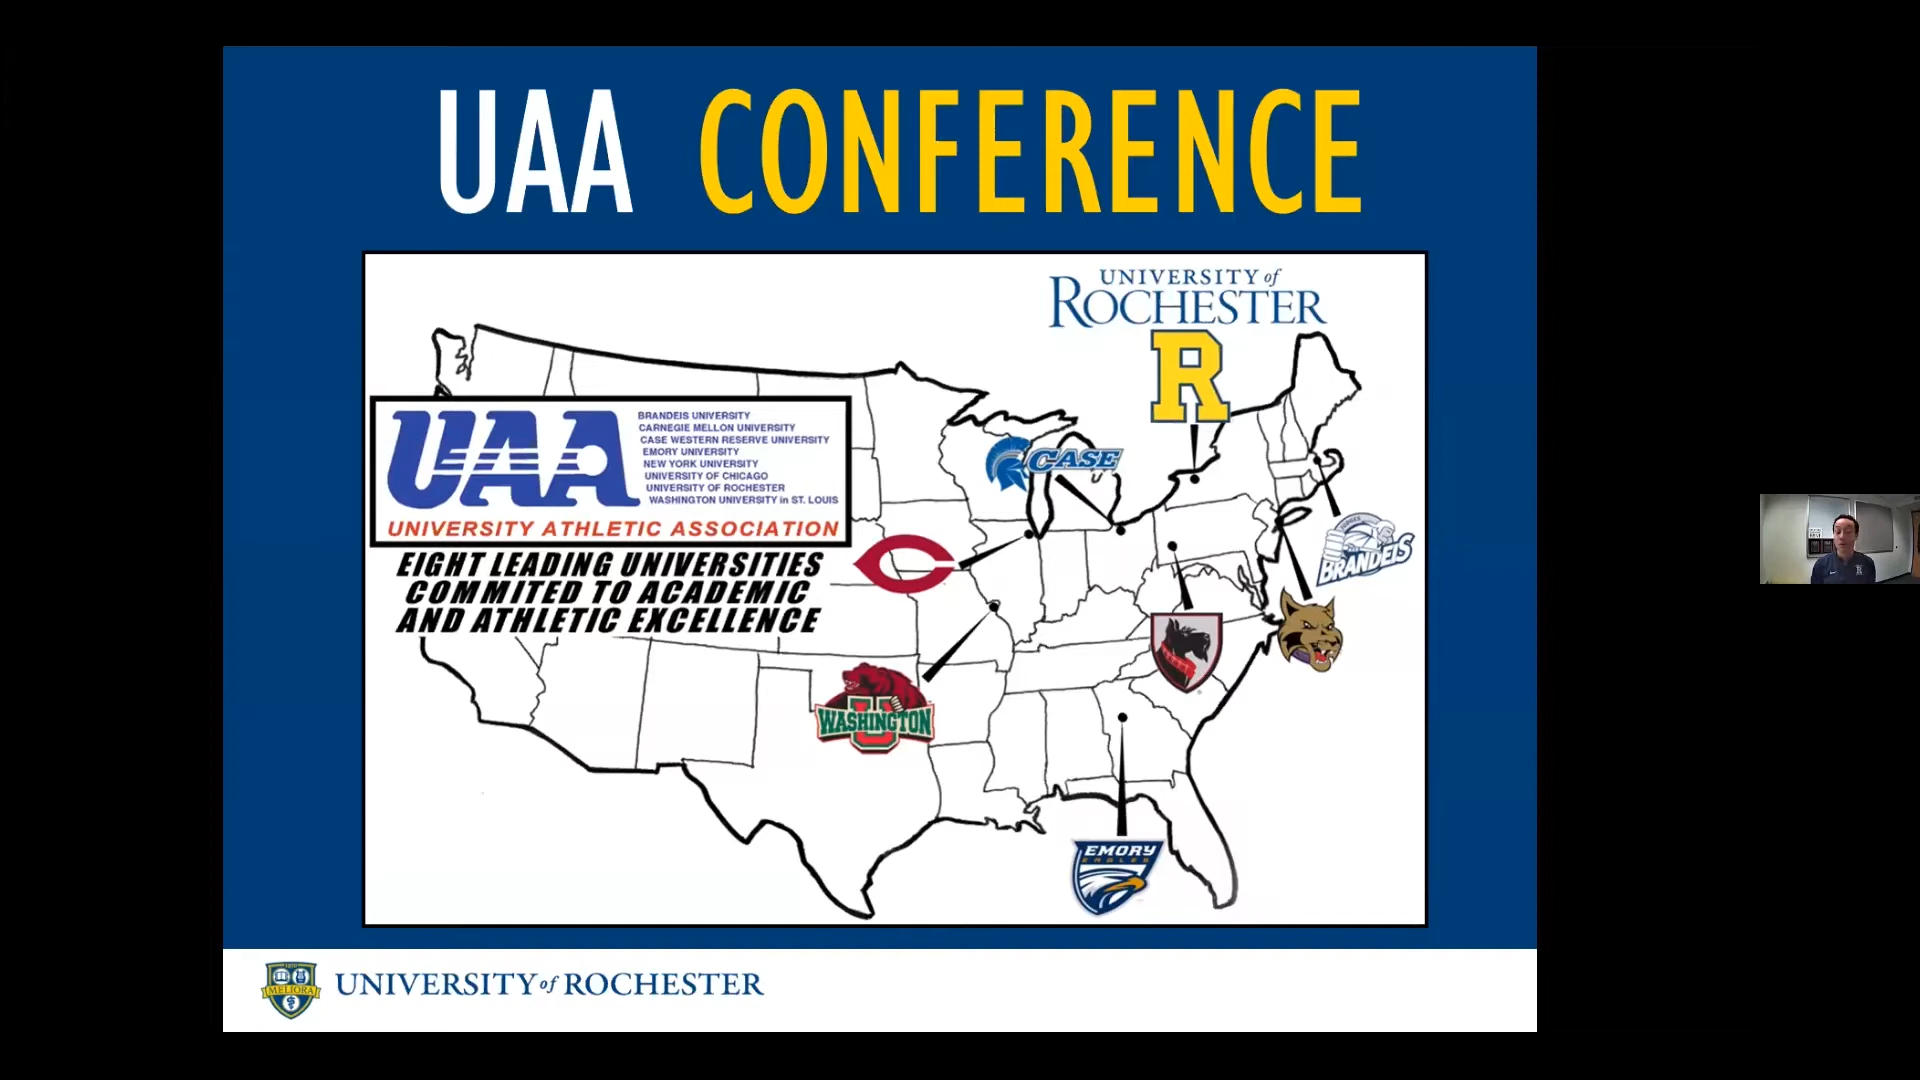 UAA CONFERENCE
UNIVERSITY of
ROCHESTER
R
UAA
BRANDEIS UNIVERSITY
CARNEGIE MELLON UNIVERSITY
CASE WESTERN RESERVE UNIVERSITY
EMORY UNIVERSITY
NEW YORK UNIVERSITY
UNIVERSITY OF CHICAGO
UNIVERSITY OF ROCHESTER
WASHINGTON UNIVERSITY in ST. LOUIS
UNIVERSITY ATHLETIC ASSOCIATION
EIGHT LEADING UNIVERSITIES
COMMITED TO ACADEMIC
AND ATHLETIC EXCELLENCE
CASE
C
BRANDEIS
WASHINGTON
U
EMORY
EAGLES
MELIORA
UNIVERSITY of ROCHESTER